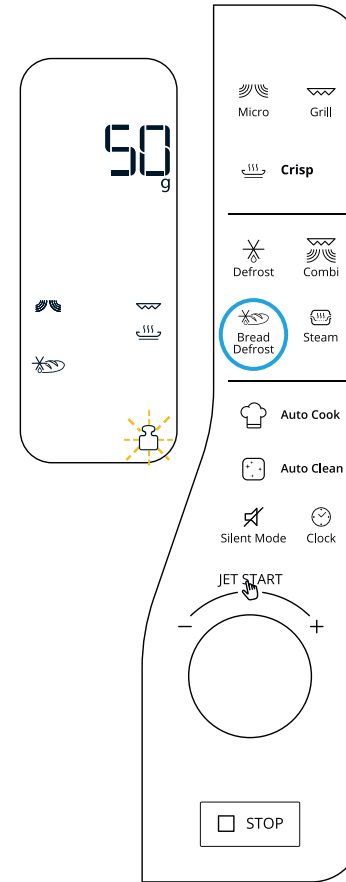 50
g
Micro
Grill
Crisp
Defrost
Combi
Bread
Defrost
Steam
Auto Cook
Auto Clean
Silent Mode
Clock
JET START
− +
STOP